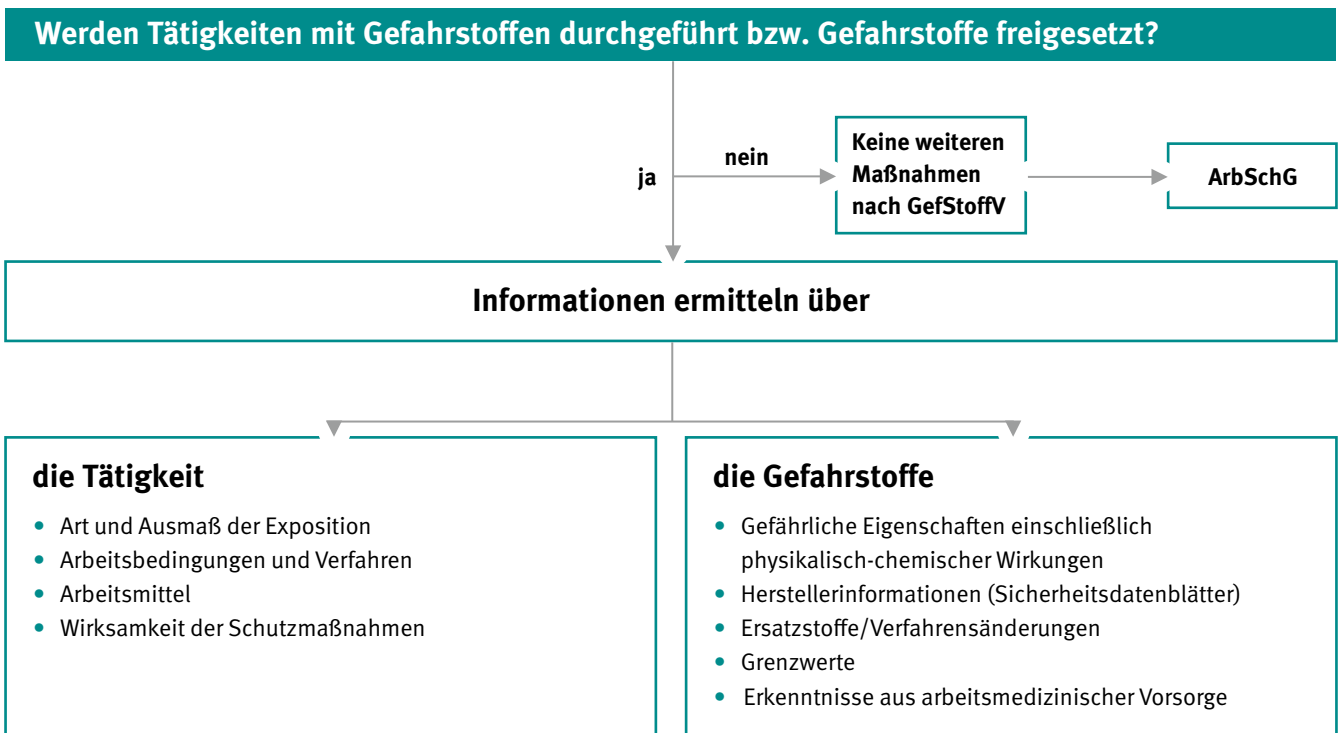 Werden Tätigkeiten mit Gefahrstoffen durchgeführt bzw. Gefahrstoffe freigesetzt?
ja
nein
Keine weiteren
Maßnahmen
nach GefStoffV
ArbSchG
Informationen ermitteln über
die Tätigkeit
• Art und Ausmaß der Exposition
• Arbeitsbedingungen und Verfahren
• Arbeitsmittel
• Wirksamkeit der Schutzmaßnahmen
die Gefahrstoffe
• Gefährliche Eigenschaften einschließlich
physikalisch-chemischer Wirkungen
• Herstellerinformationen (Sicherheitsdatenblätter)
• Ersatzstoffe/Verfahrensänderungen
• Grenzwerte
• Erkenntnisse aus arbeitsmedizinischer Vorsorge